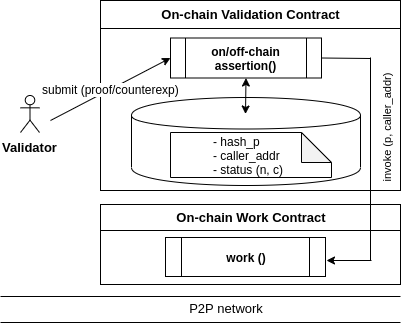 On-chain Validation Contract
on/off-chain
assertion()
submit (proof/counterexp)
Validator
- hash_p
- caller_addr
- status (n, c)
invoke (p, caller_addr)
On-chain Work Contract
work ()
P2P network